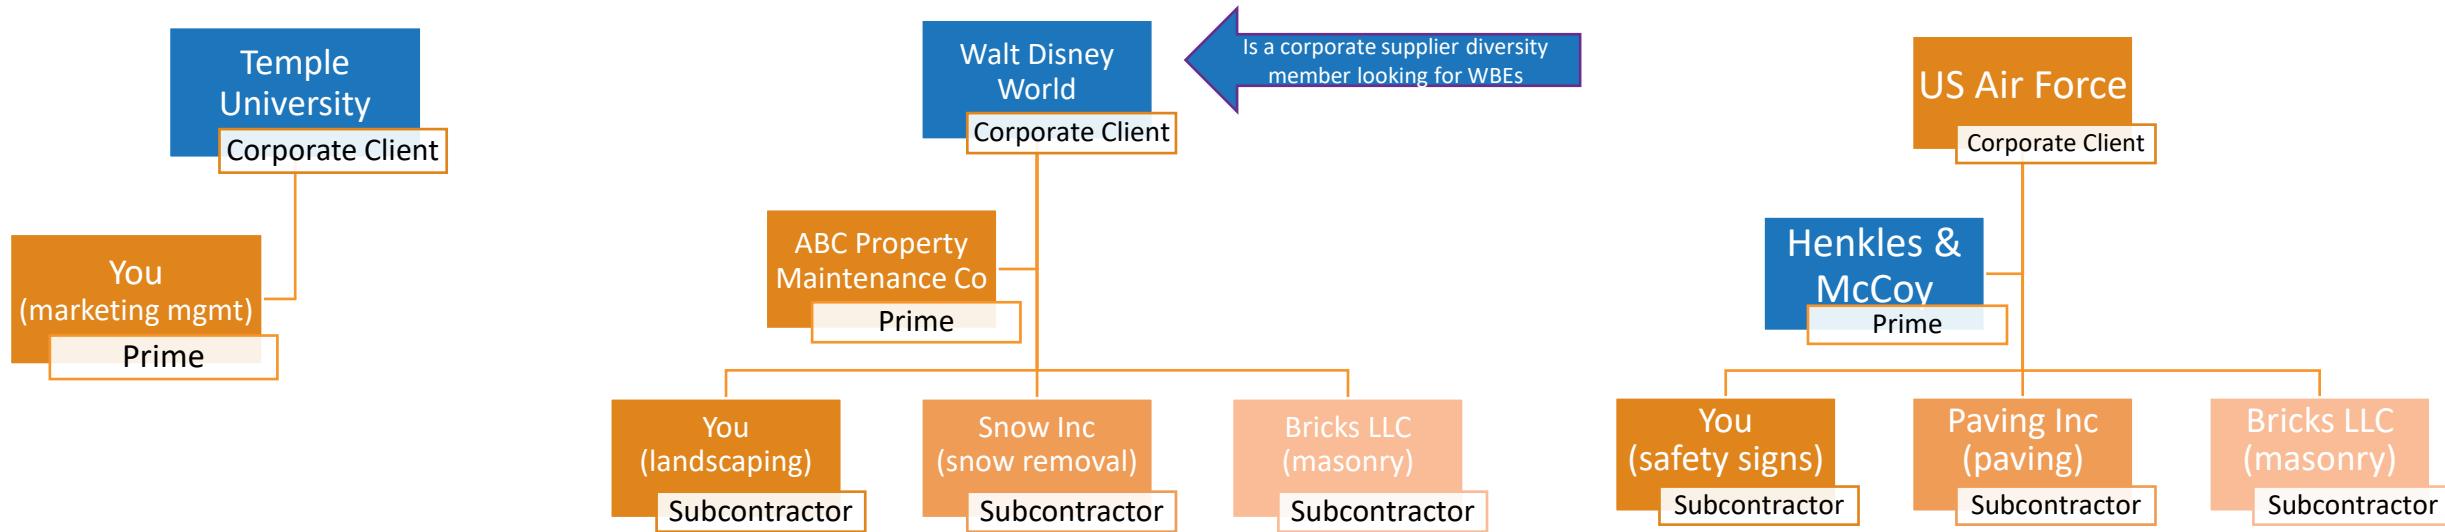 Temple
University
Corporate Client
You
(marketing mgmt)
Prime
Walt Disney
World
Corporate Client
Is a corporate supplier diversity
member looking for WBEs
ABC Property
Maintenance Co
Prime
You
(landscaping)
Subcontractor
Snow Inc
(snow removal)
Subcontractor
Bricks LLC
(masonry)
Subcontractor
US Air Force
Corporate Client
Henkles &
McCoy
Prime
You
(safety signs)
Subcontractor
Paving Inc
(paving)
Subcontractor
Bricks LLC
(masonry)
Subcontractor